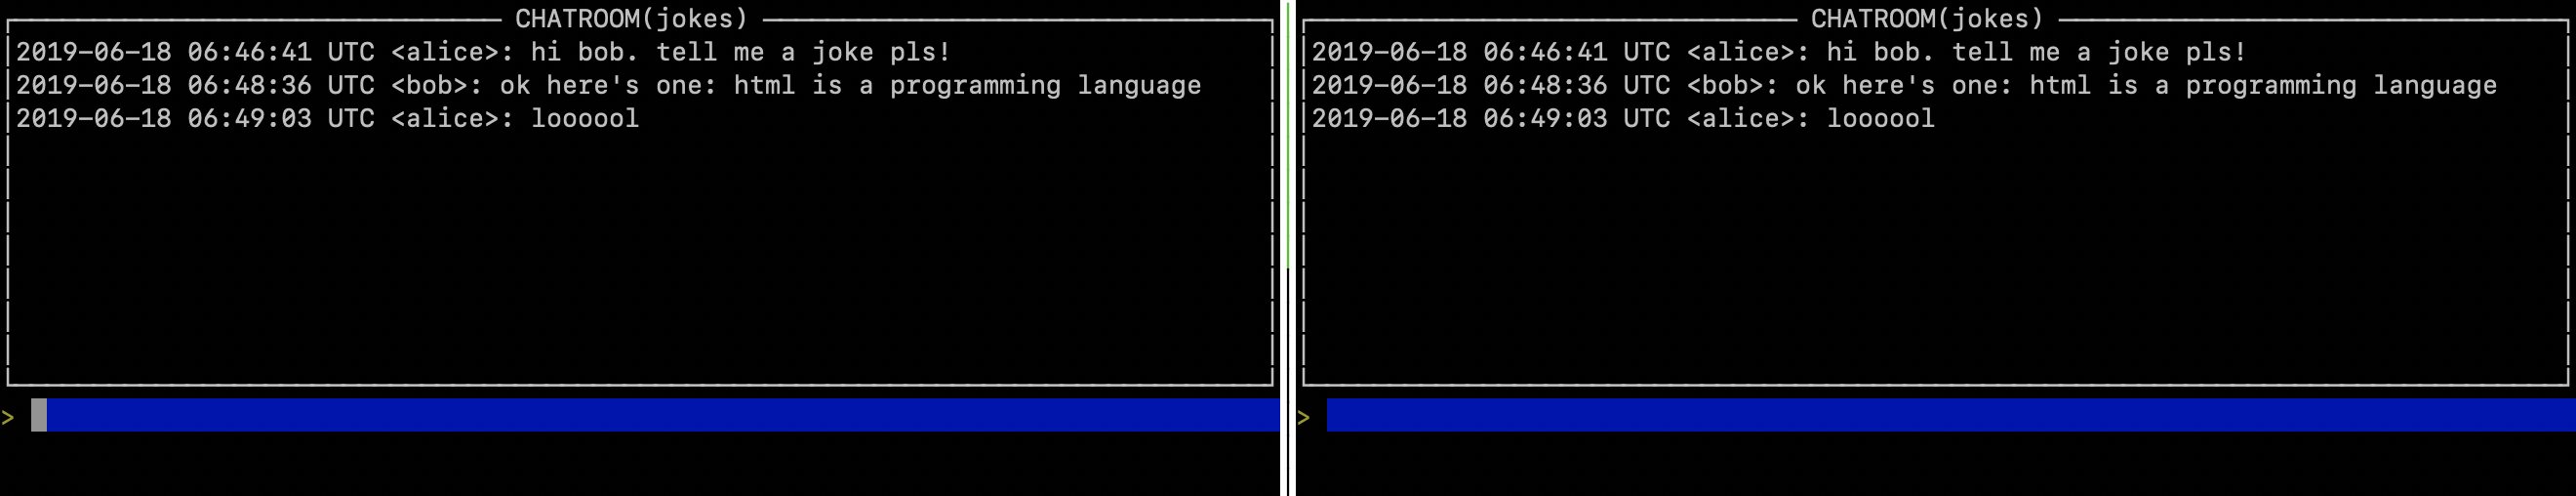 CHATROOM(jokes)
2019-06-18 06:46:41 UTC <alice>: hi bob. tell me a joke pls!
2019-06-18 06:48:36 UTC <bob>: ok here's one: html is a programming language
2019-06-18 06:49:03 UTC <alice>: loooool
>
CHATROOM(jokes)
2019-06-18 06:46:41 UTC <alice>: hi bob. tell me a joke pls!
2019-06-18 06:48:36 UTC <bob>: ok here's one: html is a programming language
2019-06-18 06:49:03 UTC <alice>: loooool
>